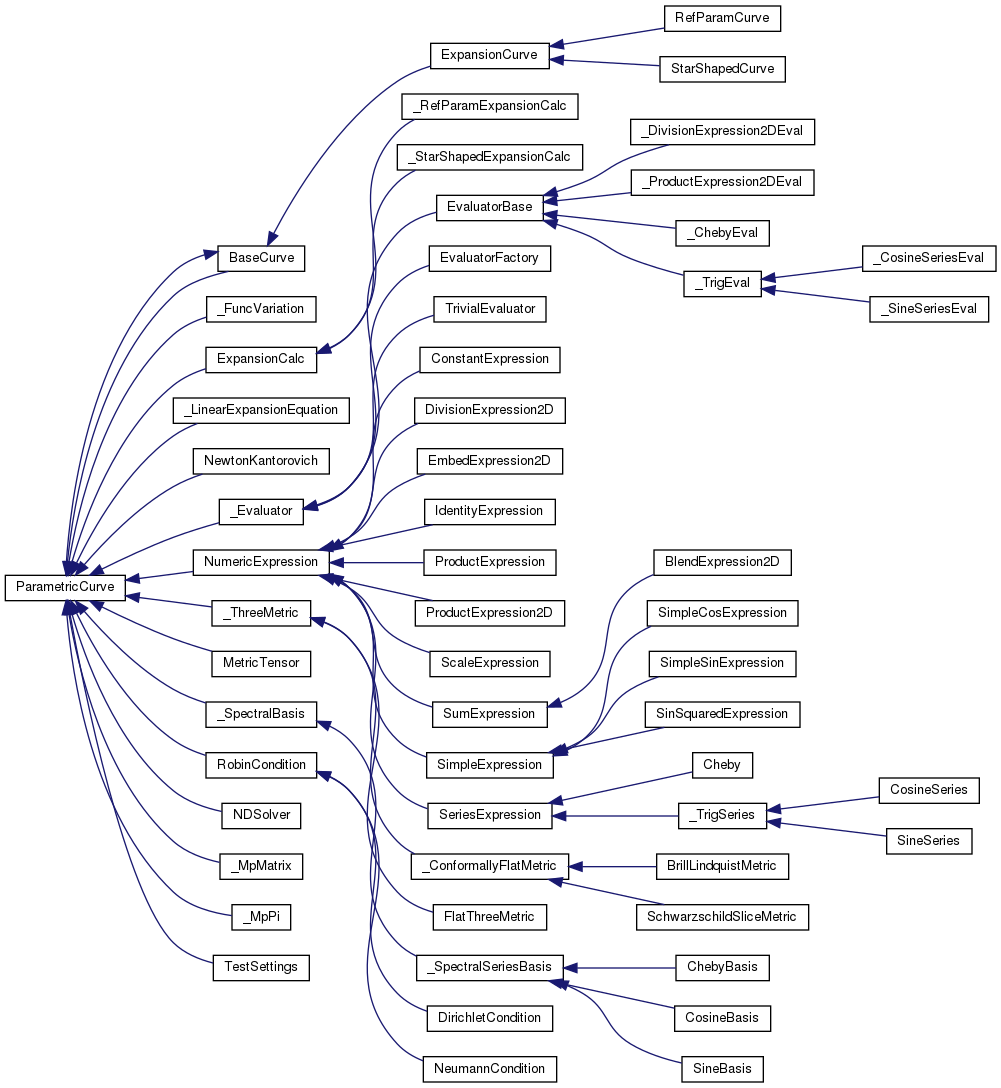 RefParamCurve
ExpansionCurve
StarShapedCurve
_RefParamExpansionCalc
_DivisionExpression2DEval
_StarShapedExpansionCalc
_ProductExpression2DEval
EvaluatorBase
_ChebyEval
BaseCurve
EvaluatorFactory
_CosineSeriesEval
_TrigEval
_FuncVariation
TrivialEvaluator
_SineSeriesEval
ExpansionCalc
ConstantExpression
_LinearExpansionEquation
DivisionExpression2D
NewtonKantorovich
EmbedExpression2D
_Evaluator
IdentityExpression
NumericExpression
ProductExpression
BlendExpression2D
ParametricCurve
_ThreeMetric
ProductExpression2D
SimpleCosExpression
MetricTensor
ScaleExpression
SimpleSinExpression
_SpectralBasis
SumExpression
SinSquaredExpression
RobinCondition
SimpleExpression
Cheby
CosineSeries
NDSolver
SeriesExpression
_TrigSeries
SineSeries
_MpMatrix
_ConformallyFlatMetric
BrillLindquistMetric
_MpPi
FlatThreeMetric
SchwarzschildSliceMetric
TestSettings
_SpectralSeriesBasis
ChebyBasis
DirichletCondition
CosineBasis
NeumannCondition
SineBasis